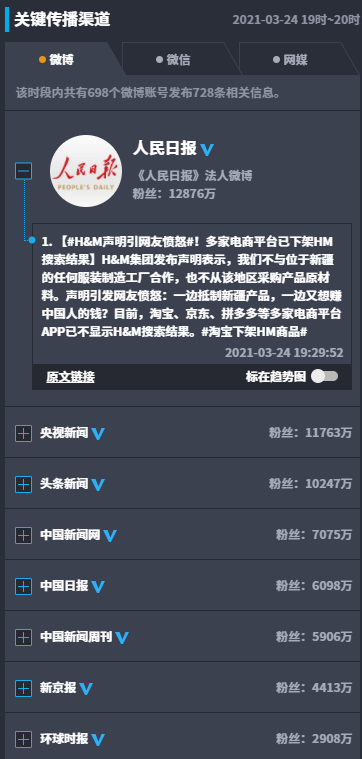 关键传播渠道 2021-03-24 19时~20时
微博 微信 网媒
该时段内共有698个微博账号发布728条相关信息。
人民日报
人民日报
PEOPLE'S DAILY
《人民日报》法人微博
粉丝：12876万
1. 【#H&M声明引网友愤怒#！多家电商平台已下架HM
搜索结果】H&M集团发布声明表示，我们不与位于新疆
的任何服装制造工厂合作，也不从该地区采购产品原材
料。声明引发网友愤怒：一边抵制新疆产品，一边又想赚
中国人的钱？目前，淘宝、京东、拼多多等多家电商平台
APP已不显示H&M搜索结果。#淘宝下架HM商品#
2021-03-24 19:29:52
原文链接 标在趋势图
央视新闻 粉丝：11763万
头条新闻 粉丝：10247万
中国新闻网 粉丝：7075万
中国日报 粉丝：6098万
中国新闻周刊 粉丝：5906万
新京报 粉丝：4413万
环球时报 粉丝：2908万